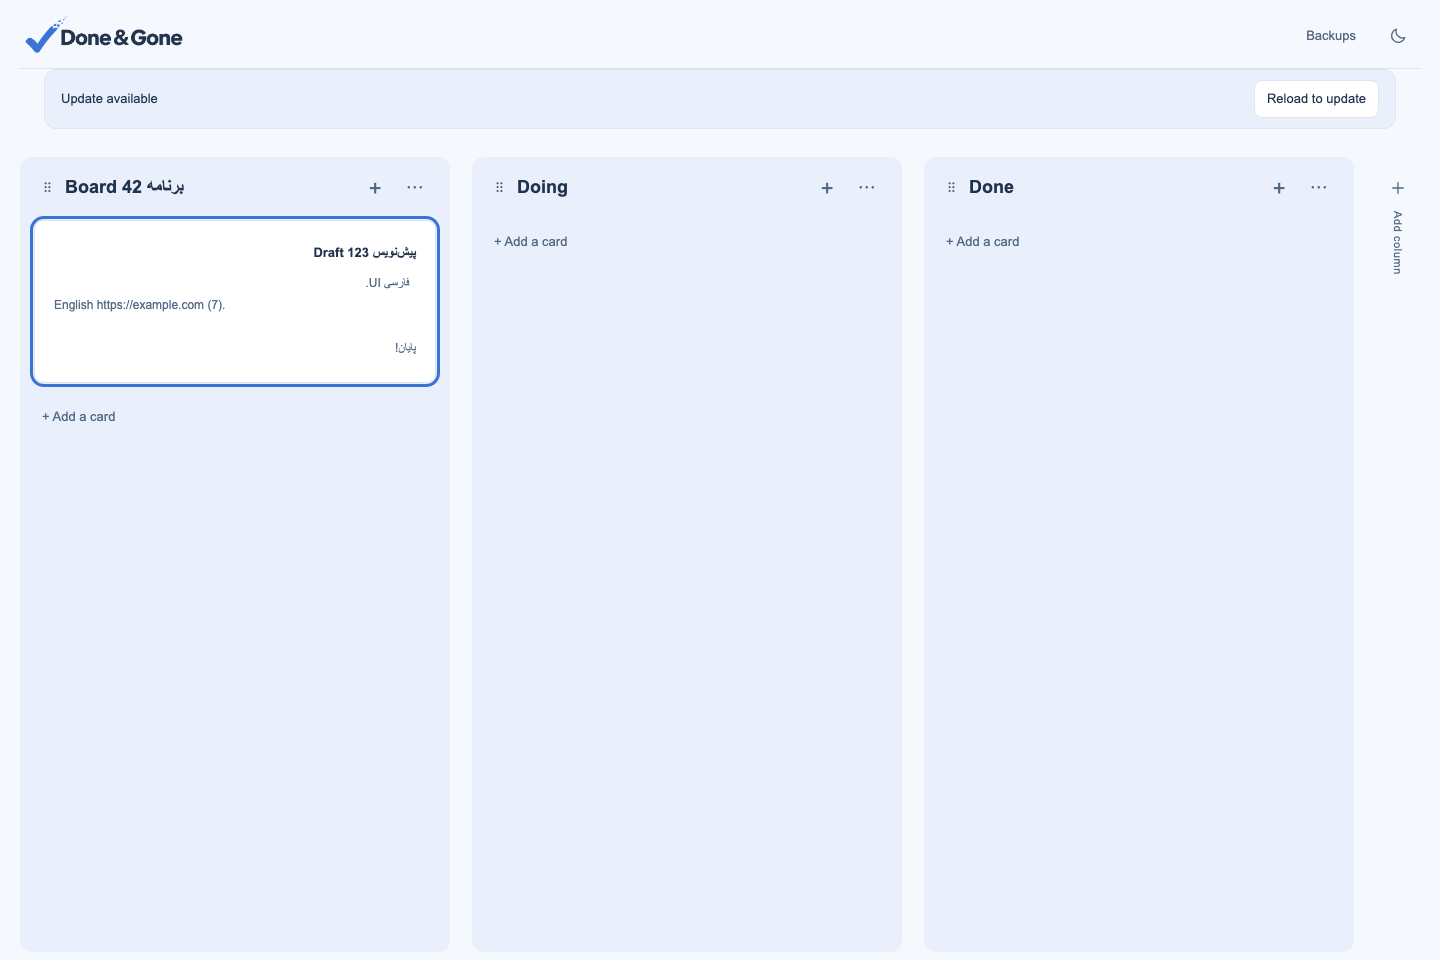 Done & Gone
Backups
Update available
Reload to update
Board 42 برنامه
پیش‌نویس Draft 123
فارسی UI.
English https://example.com (7).
پایان!
+ Add a card
Doing
+ Add a card
Done
+ Add a card
Add column